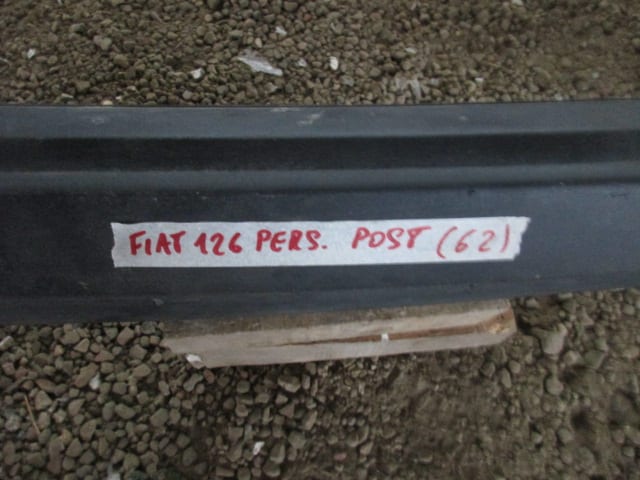 FIAT 126 PERS. POST (62)